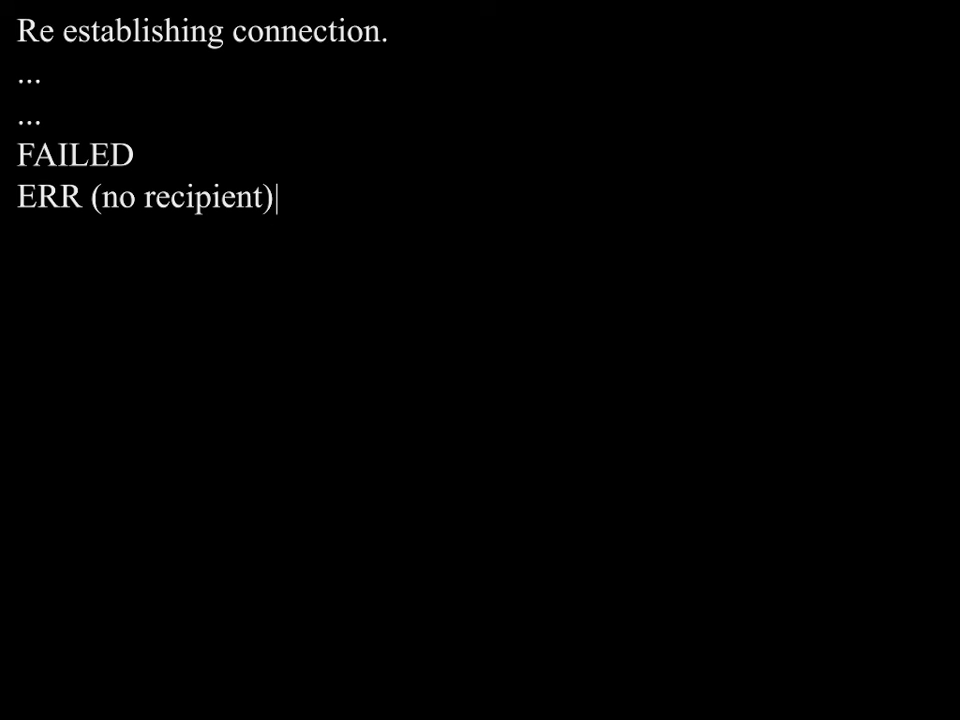 Re establishing connection.
...
...
FAILED
ERR (no recipient)|